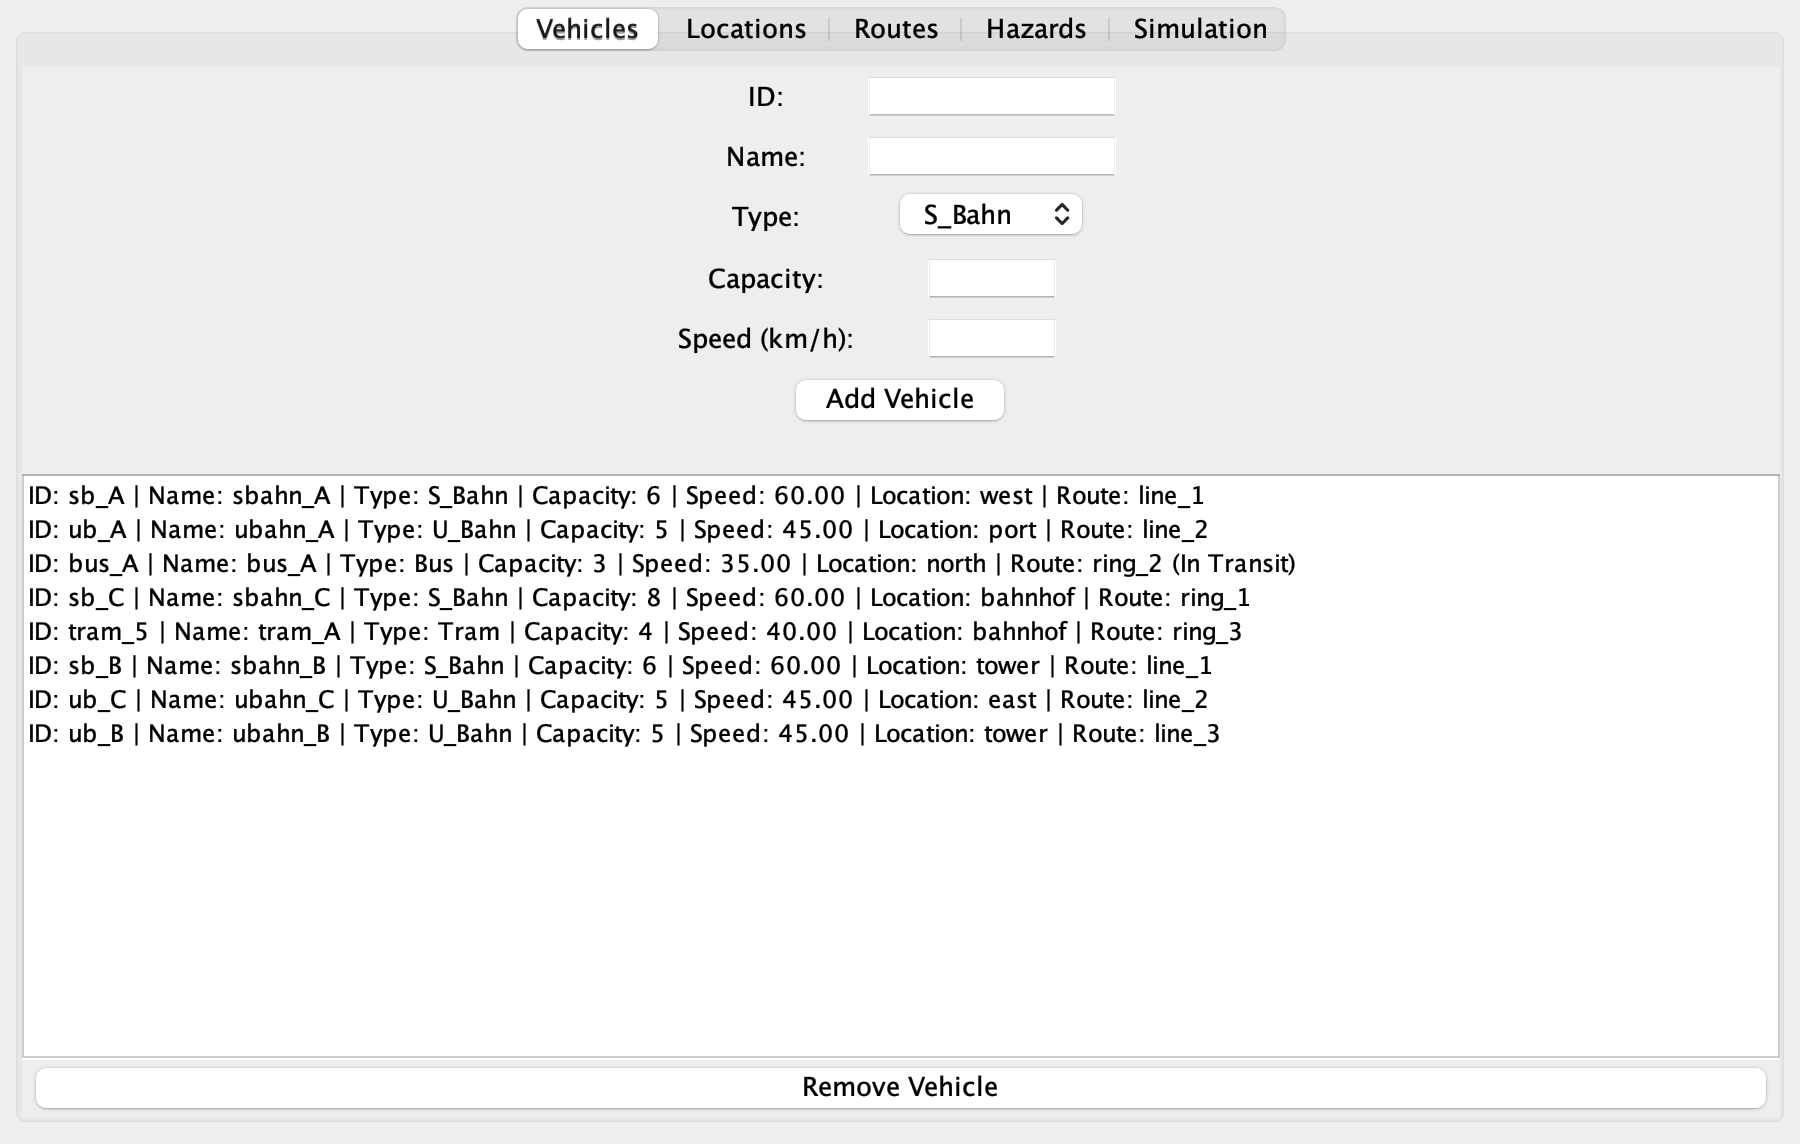 Vehicles Locations Routes Hazards Simulation
ID:
Name:
Type: S_Bahn
Capacity:
Speed (km/h):
Add Vehicle
ID: sb_A | Name: sbahn_A | Type: S_Bahn | Capacity: 6 | Speed: 60.00 | Location: west | Route: line_1
ID: ub_A | Name: ubahn_A | Type: U_Bahn | Capacity: 5 | Speed: 45.00 | Location: port | Route: line_2
ID: bus_A | Name: bus_A | Type: Bus | Capacity: 3 | Speed: 35.00 | Location: north | Route: ring_2 (In Transit)
ID: sb_C | Name: sbahn_C | Type: S_Bahn | Capacity: 8 | Speed: 60.00 | Location: bahnhof | Route: ring_1
ID: tram_5 | Name: tram_A | Type: Tram | Capacity: 4 | Speed: 40.00 | Location: bahnhof | Route: ring_3
ID: sb_B | Name: sbahn_B | Type: S_Bahn | Capacity: 6 | Speed: 60.00 | Location: tower | Route: line_1
ID: ub_C | Name: ubahn_C | Type: U_Bahn | Capacity: 5 | Speed: 45.00 | Location: east | Route: line_2
ID: ub_B | Name: ubahn_B | Type: U_Bahn | Capacity: 5 | Speed: 45.00 | Location: tower | Route: line_3
Remove Vehicle